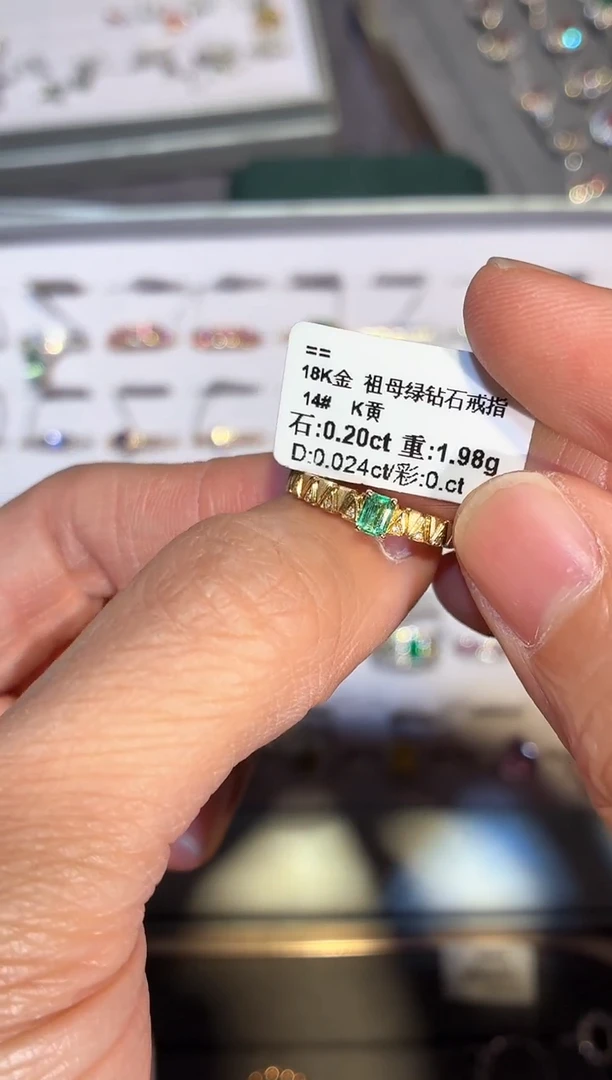 ==
18K金 祖母绿钻石戒指
14# K黄
石:0.20ct 重:1.98g
D:0.024ct/彩:0.ct